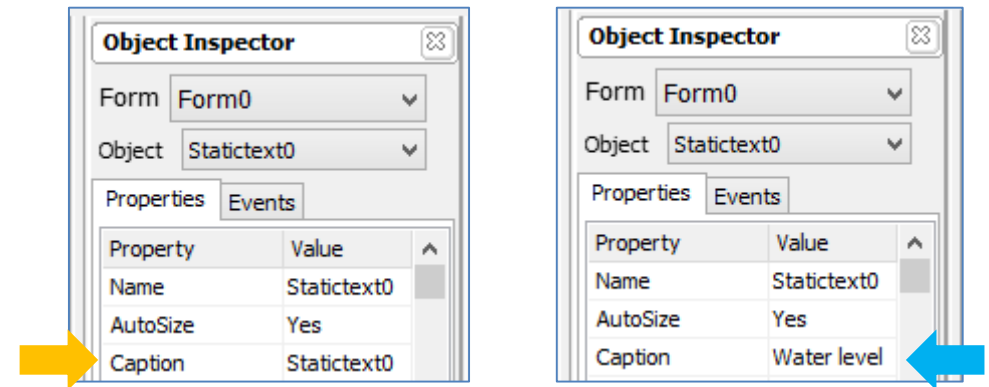 Object Inspector
Form Form0
Object Statictext0
Properties Events
Property Value
Name Statictext0
AutoSize Yes
Caption Statictext0
Object Inspector
Form Form0
Object Statictext0
Properties Events
Property Value
Name Statictext0
AutoSize Yes
Caption Water level